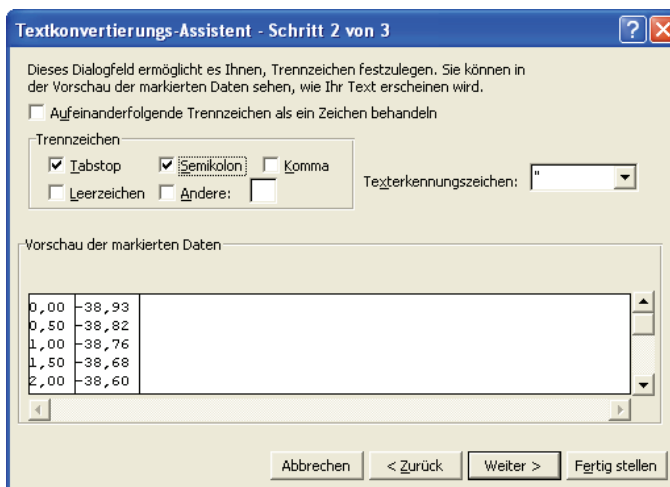 Textkonvertierungs-Assistent - Schritt 2 von 3
Dieses Dialogfeld ermöglicht es Ihnen, Trennzeichen festzulegen. Sie können in
der Vorschau der markierten Daten sehen, wie Ihr Text erscheinen wird.
Aufeinanderfolgende Trennzeichen als ein Zeichen behandeln
Trennzeichen
Tabstop Semikolon Komma
Leerzeichen Andere:
Texterkennungszeichen: "
Vorschau der markierten Daten
0,00 -38,93
0,50 -38,82
1,00 -38,76
1,50 -38,68
2,00 -38,60
Abbrechen < Zurück Weiter > Fertig stellen